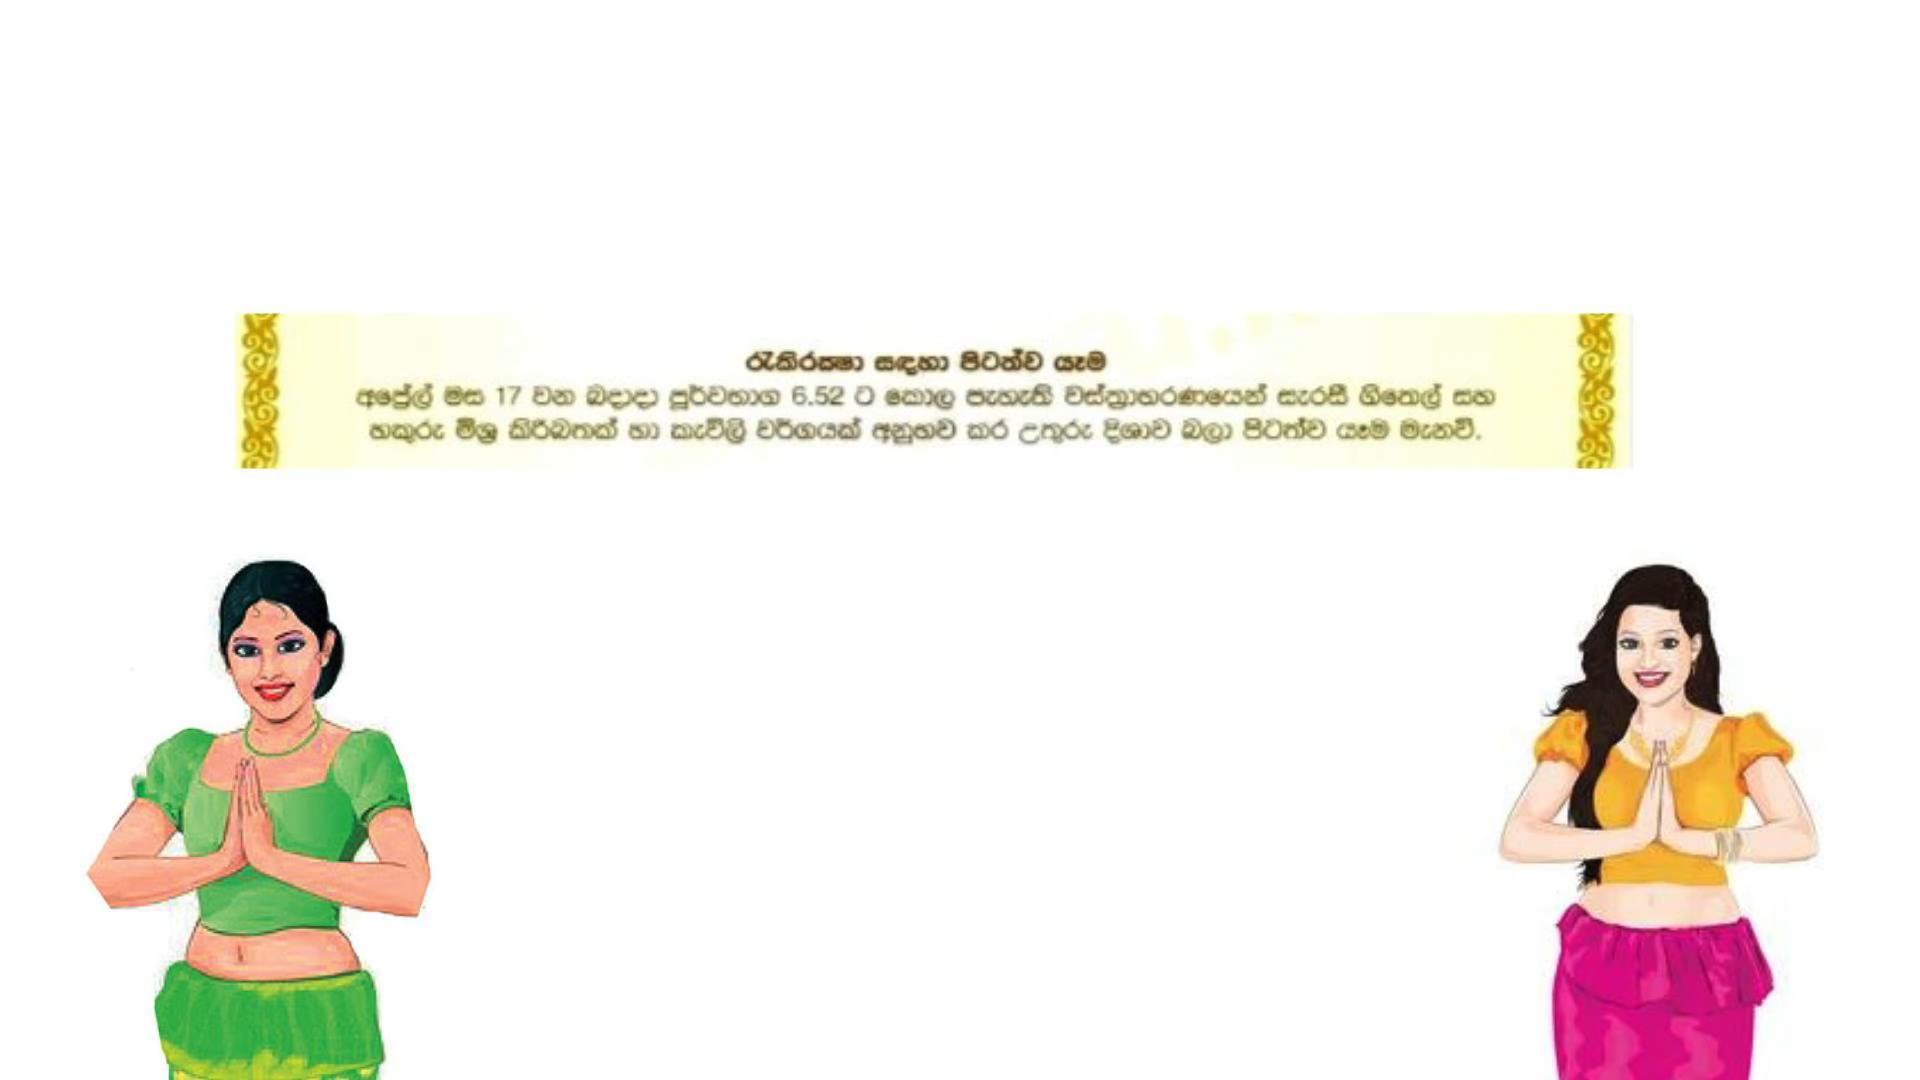 රැකිරක්ෂා සඳහා පිටත්ව යෑම
අප්‍රේල් මස 17 වන බදාදා පූර්වභාග 6.52 ට කොල පැහැති වස්ත්‍රාභරණයෙන් සැරසී ගිතෙල් සහ
හකුරු මිශ්‍ර කිරිබතක් හා කැවිලි වර්ගයක් අනුභව කර උතුරු දිශාව බලා පිටත්ව යෑම මැනවි.